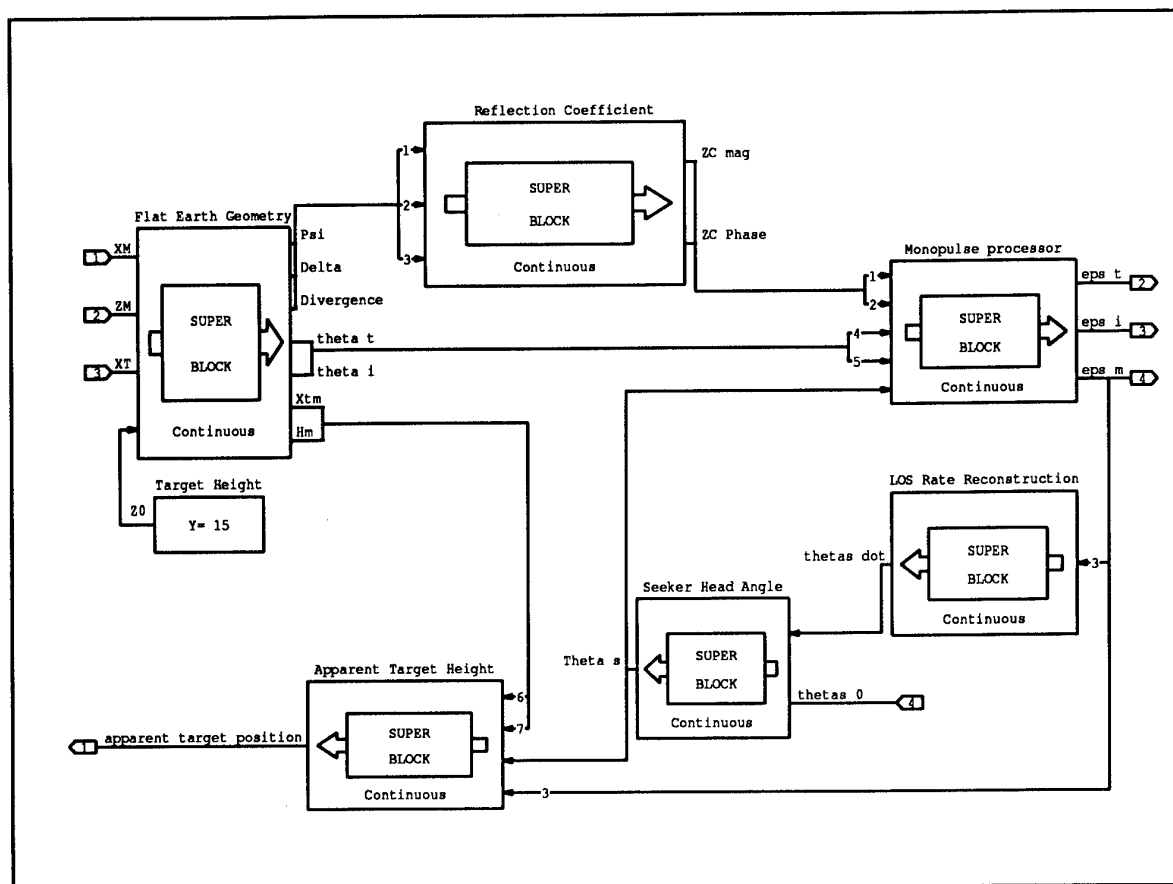 Reflection Coefficient
1
2
3
SUPER
BLOCK
Continuous
ZC mag
ZC Phase
Flat Earth Geometry
1 XM
2 ZM
3 XT
SUPER
BLOCK
Continuous
Psi
Delta
Divergence
theta t
theta i
Xtm
Hm
Monopulse processor
1
2
4
5
SUPER
BLOCK
Continuous
eps t 2
eps i 3
eps m 4
Target Height
Z0
Y= 15
LOS Rate Reconstruction
thetas dot
SUPER
BLOCK
Continuous
3
Seeker Head Angle
Theta s
SUPER
BLOCK
Continuous
thetas 0 4
Apparent Target Height
1 apparent target position
SUPER
BLOCK
Continuous
6
7
3